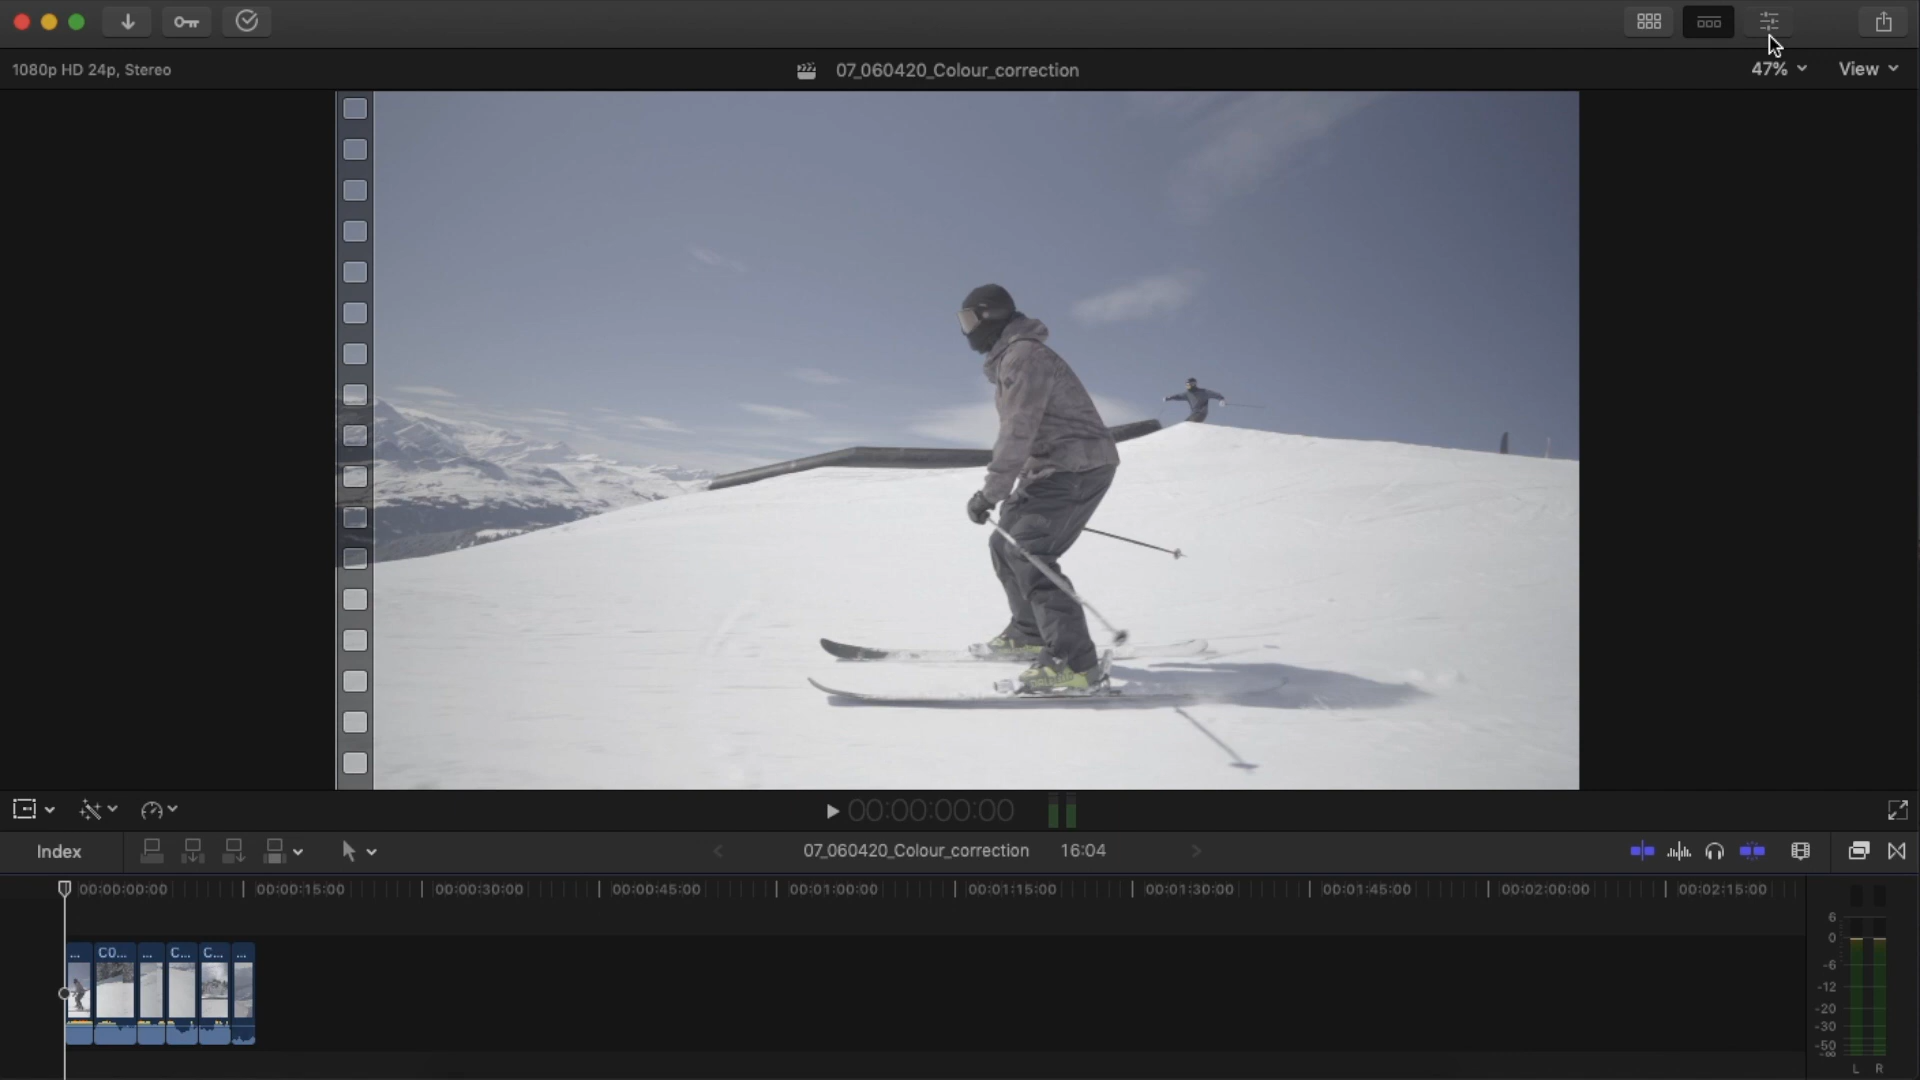 1080p HD 24p, Stereo
07_060420_Colour_correction
47%
View
00:00:00:00
Index
07_060420_Colour_correction
16:04
00:00:00:00
00:00:15:00
00:00:30:00
00:00:45:00
00:01:00:00
00:01:15:00
00:01:30:00
00:01:45:00
00:02:00:00
00:02:15:00
...
C0...
...
C...
C...
...
6
0
-6
-12
-20
-30
-50
-∞
L
R